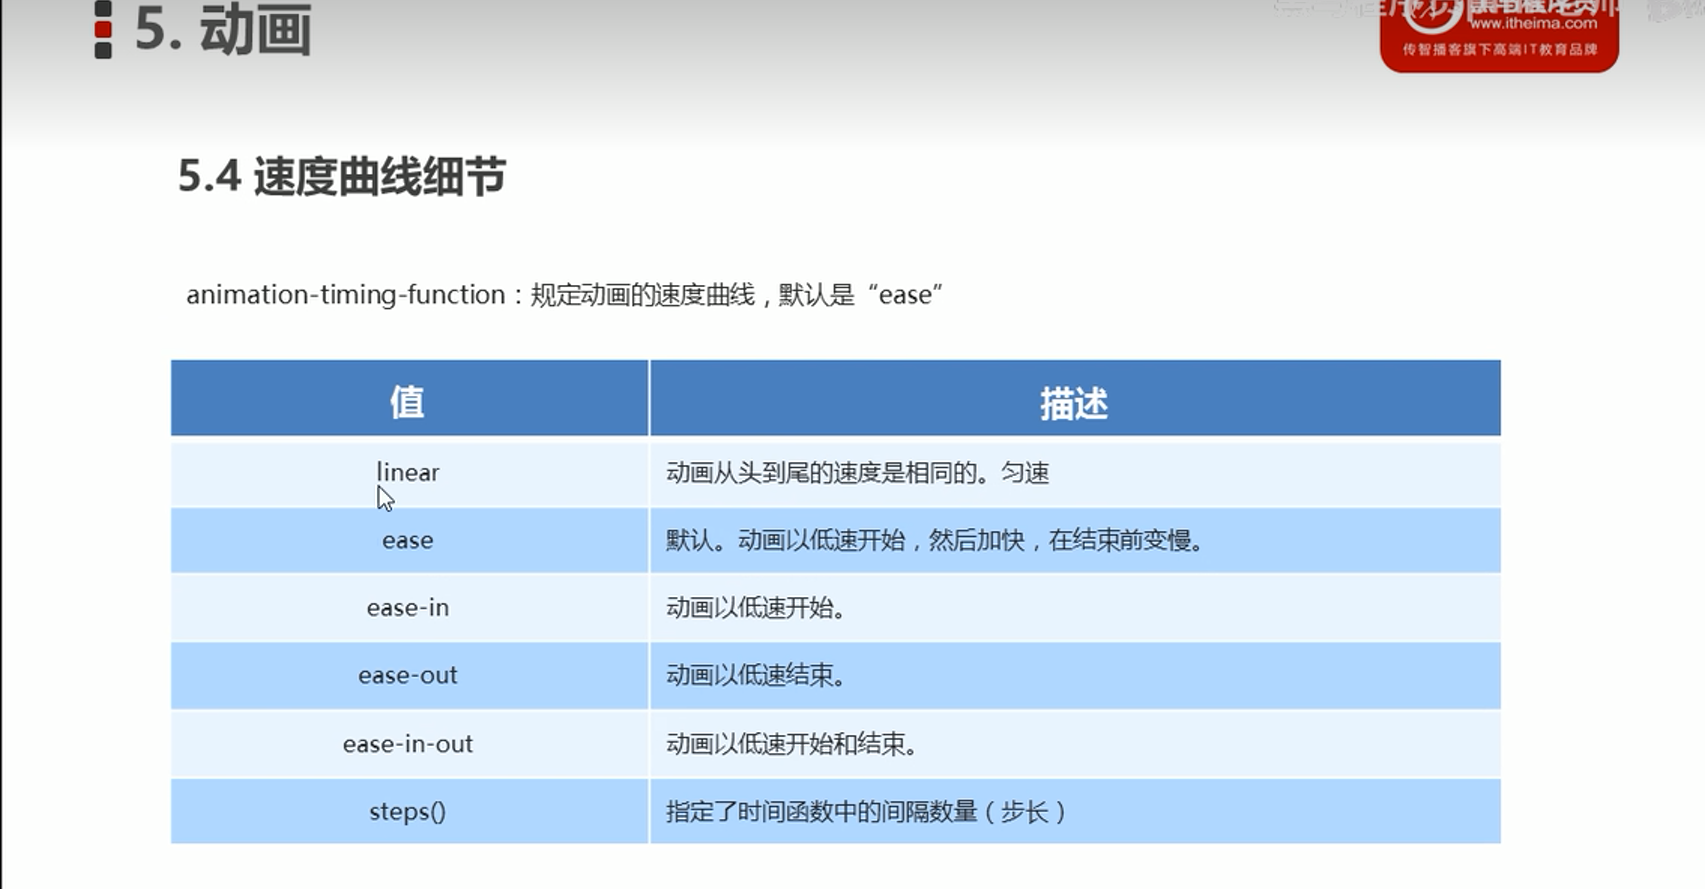 5. 动画
www.itheima.com
传智播客旗下高端IT教育品牌
5.4 速度曲线细节
animation-timing-function：规定动画的速度曲线，默认是“ease”
值 描述
linear 动画从头到尾的速度是相同的。匀速
ease 默认。动画以低速开始，然后加快，在结束前变慢。
ease-in 动画以低速开始。
ease-out 动画以低速结束。
ease-in-out 动画以低速开始和结束。
steps() 指定了时间函数中的间隔数量（步长）